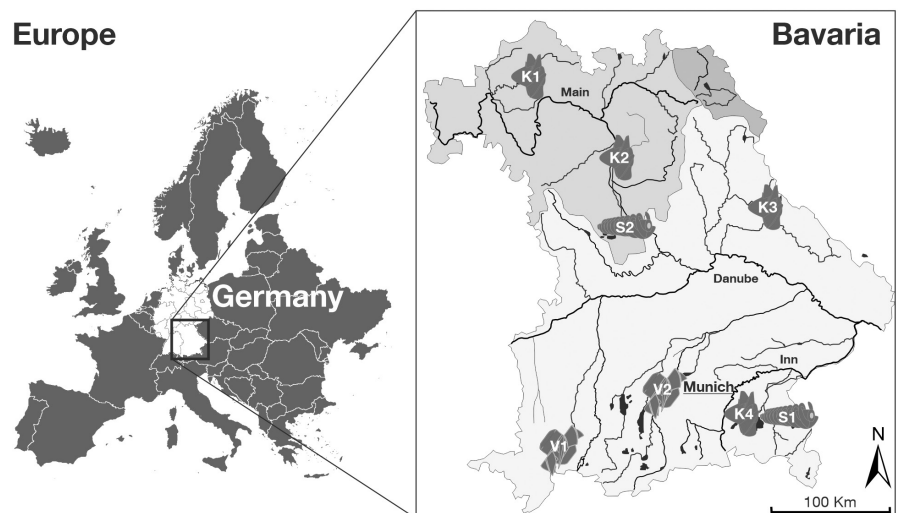 Europe
Germany
Bavaria
K1
Main
K2
K3
S2
Danube
Inn
V2
Munich
K4
S1
V1
N
100 Km